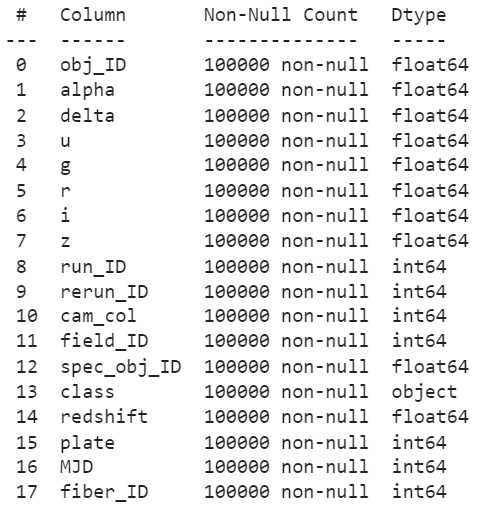 #   Column       Non-Null Count   Dtype
---  ------       --------------   -----
 0   obj_ID       100000 non-null  float64
 1   alpha        100000 non-null  float64
 2   delta        100000 non-null  float64
 3   u            100000 non-null  float64
 4   g            100000 non-null  float64
 5   r            100000 non-null  float64
 6   i            100000 non-null  float64
 7   z            100000 non-null  float64
 8   run_ID       100000 non-null  int64
 9   rerun_ID     100000 non-null  int64
 10  cam_col      100000 non-null  int64
 11  field_ID     100000 non-null  int64
 12  spec_obj_ID  100000 non-null  float64
 13  class        100000 non-null  object
 14  redshift     100000 non-null  float64
 15  plate        100000 non-null  int64
 16  MJD          100000 non-null  int64
 17  fiber_ID     100000 non-null  int64